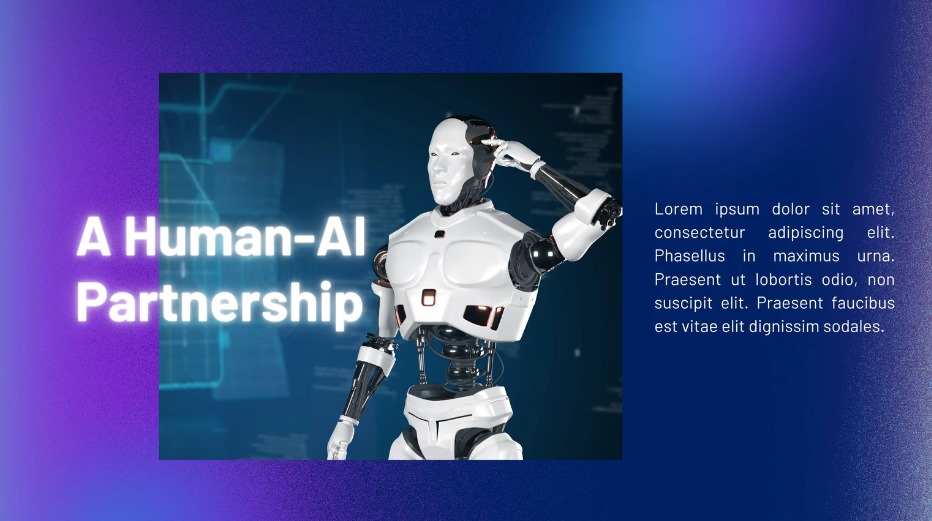 A Human-AI
Partnership
Lorem ipsum dolor sit amet,
consectetur adipiscing elit.
Phasellus in maximus urna.
Praesent ut lobortis odio, non
suscipit elit. Praesent faucibus
est vitae elit dignissim sodales.